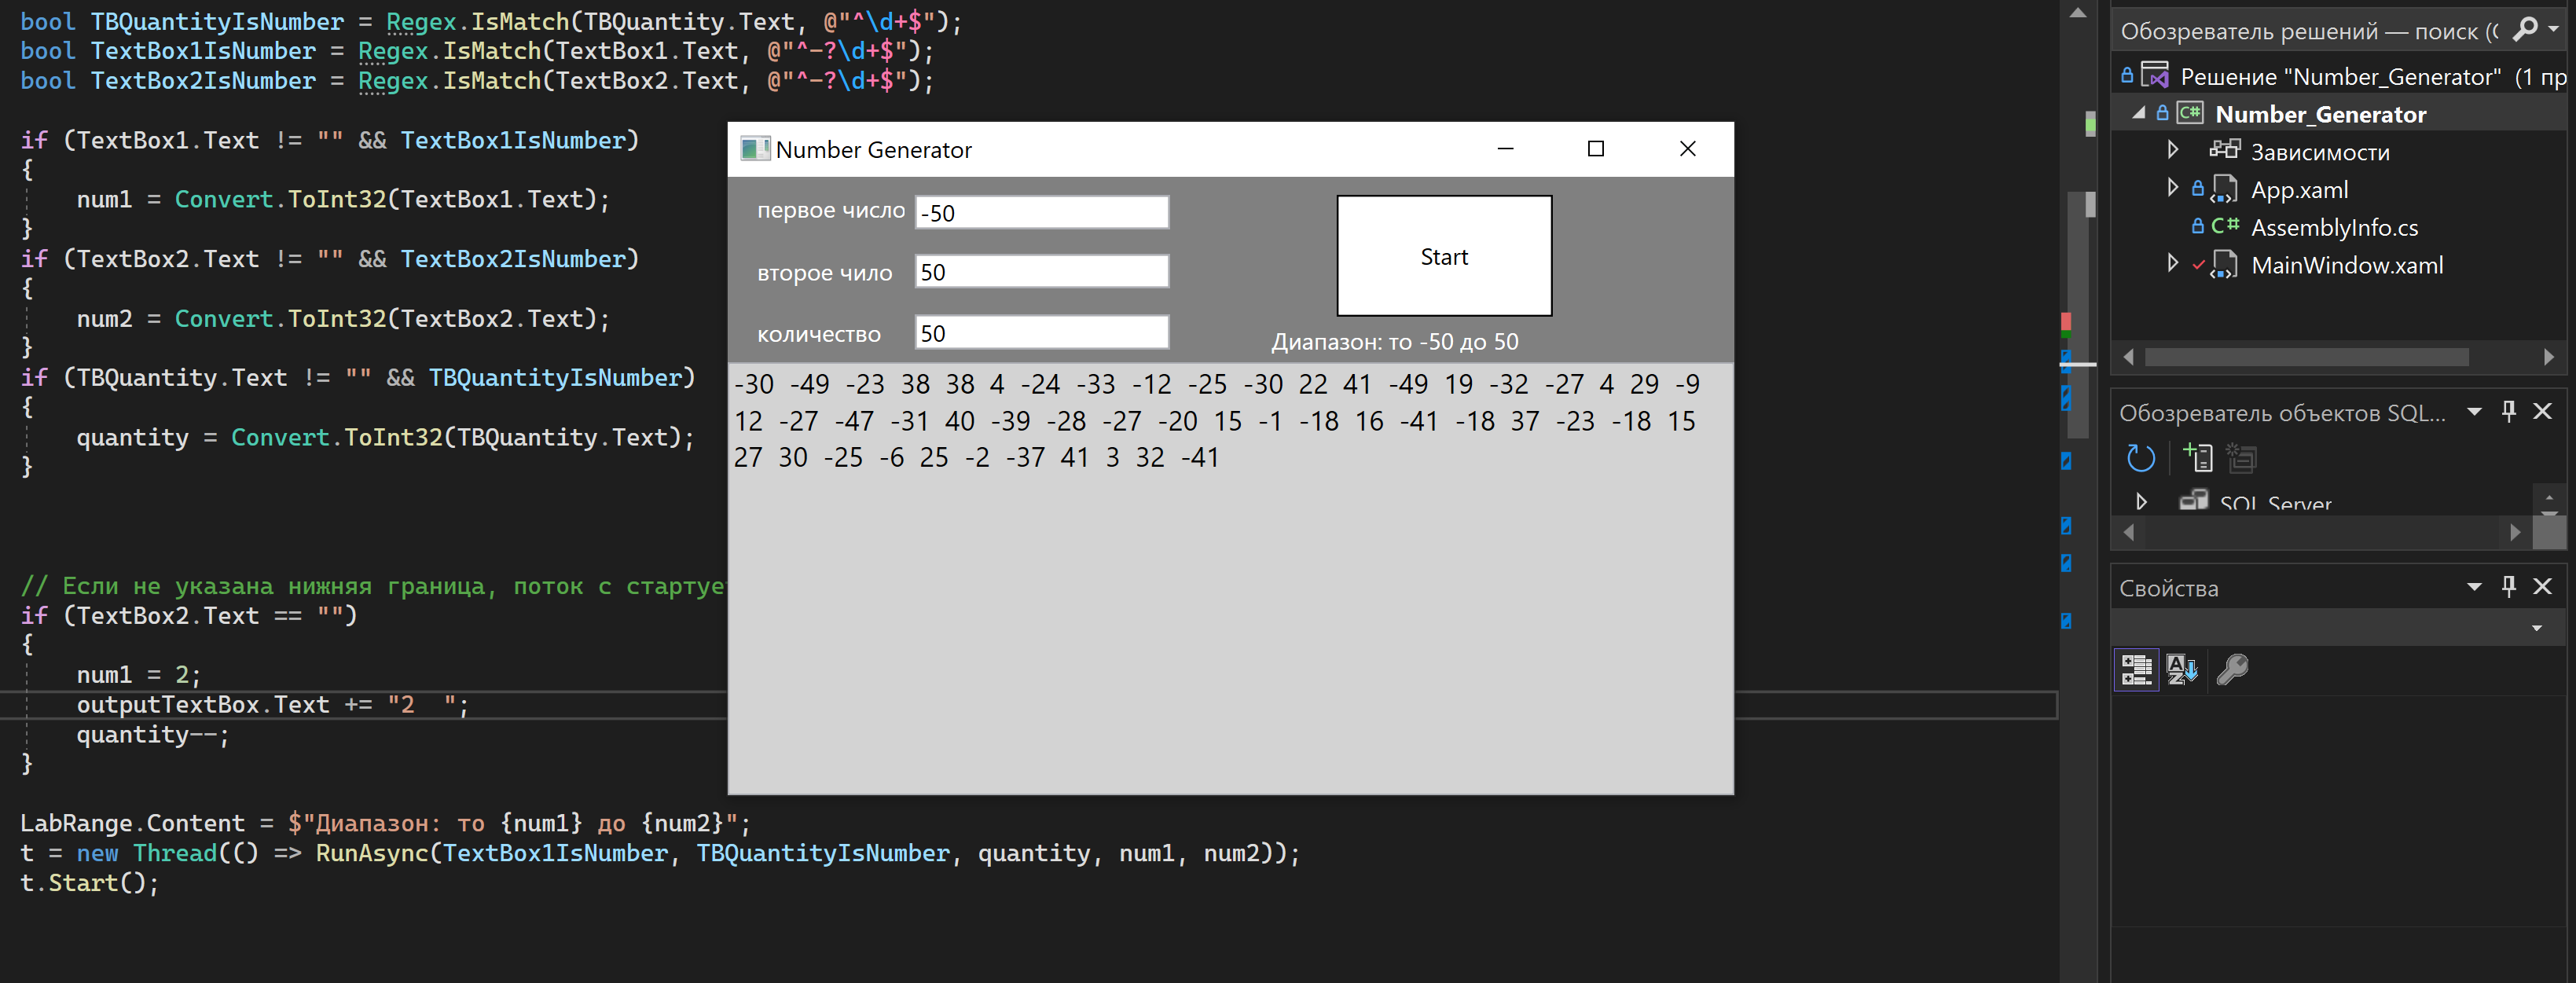 bool TBQuantityIsNumber = Regex.IsMatch(TBQuantity.Text, @"^\d+$");
bool TextBox1IsNumber = Regex.IsMatch(TextBox1.Text, @"^-?\d+$");
bool TextBox2IsNumber = Regex.IsMatch(TextBox2.Text, @"^-?\d+$");
if (TextBox1.Text != "" && TextBox1IsNumber)
{
num1 = Convert.ToInt32(TextBox1.Text);
}
if (TextBox2.Text != "" && TextBox2IsNumber)
{
num2 = Convert.ToInt32(TextBox2.Text);
}
if (TBQuantity.Text != "" && TBQuantityIsNumber)
{
quantity = Convert.ToInt32(TBQuantity.Text);
}
// Если не указана нижняя граница, поток с стартует
if (TextBox2.Text == "")
{
num1 = 2;
outputTextBox.Text += "2  ";
quantity--;
}
LabRange.Content = $"Диапазон: то {num1} до {num2}";
t = new Thread(() => RunAsync(TextBox1IsNumber, TBQuantityIsNumber, quantity, num1, num2));
t.Start();
Number Generator
первое число -50
второе чило 50
количество 50
Start
Диапазон: то -50 до 50
-30 -49 -23 38 38 4 -24 -33 -12 -25 -30 22 41 -49 19 -32 -27 4 29 -9
12 -27 -47 -31 40 -39 -28 -27 -20 15 -1 -18 16 -41 -18 37 -23 -18 15
27 30 -25 -6 25 -2 -37 41 3 32 -41
Обозреватель решений — поиск (
Решение "Number_Generator" (1 пр
C# Number_Generator
Зависимости
App.xaml
C# AssemblyInfo.cs
MainWindow.xaml
Обозреватель объектов SQL...
SQL Server
Свойства